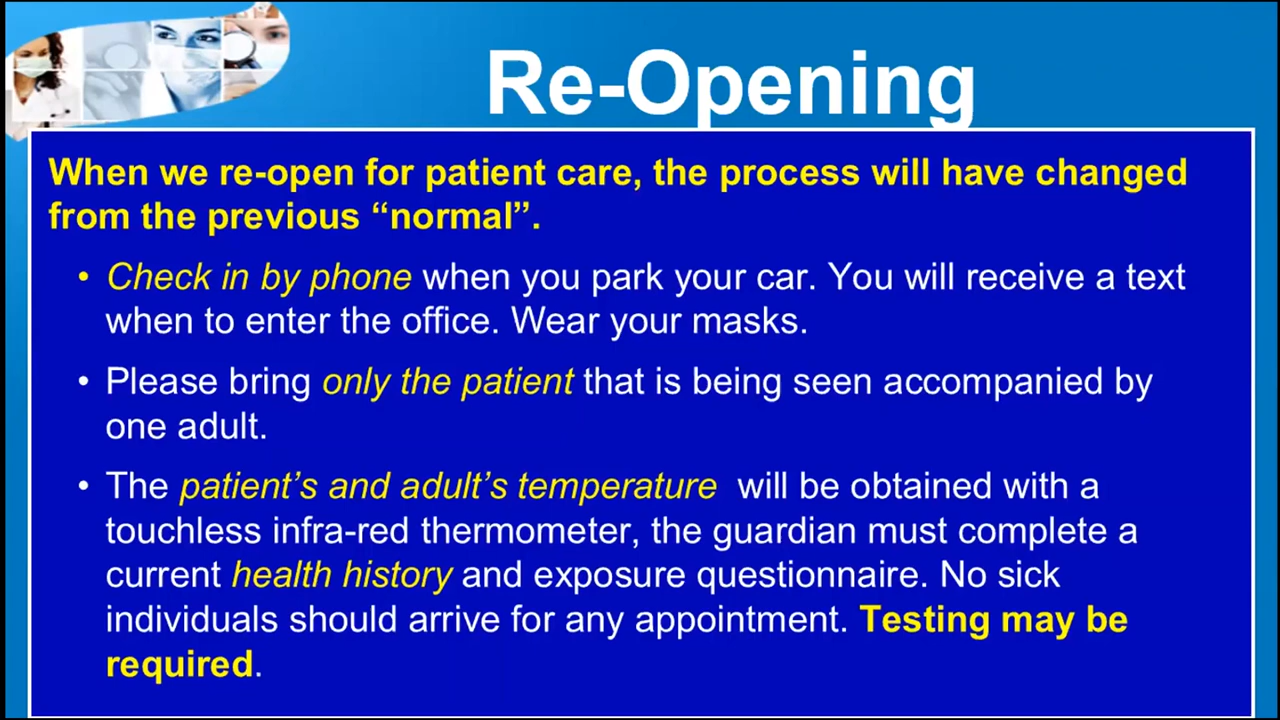 Re-Opening
When we re-open for patient care, the process will have changed
from the previous “normal”.
• Check in by phone when you park your car. You will receive a text
when to enter the office. Wear your masks.
• Please bring only the patient that is being seen accompanied by
one adult.
• The patient’s and adult’s temperature will be obtained with a
touchless infra-red thermometer, the guardian must complete a
current health history and exposure questionnaire. No sick
individuals should arrive for any appointment. Testing may be
required.